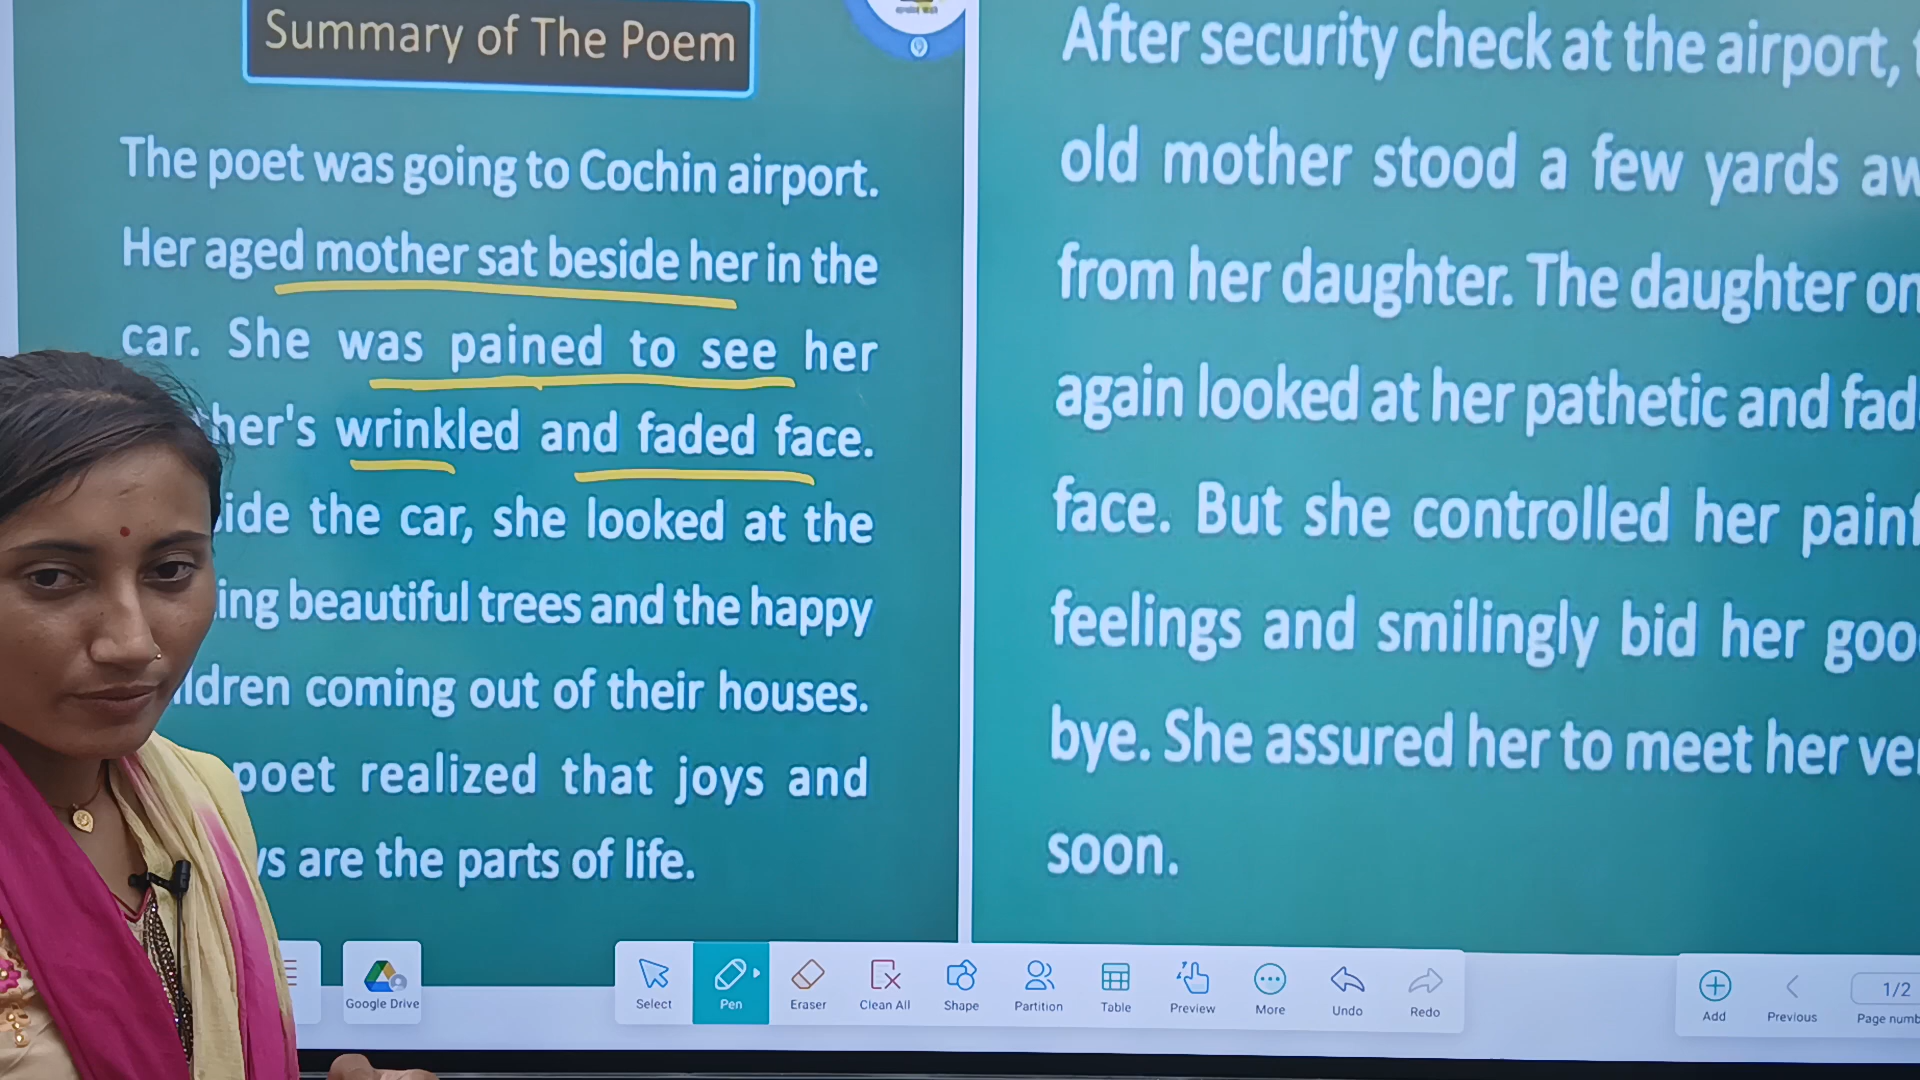 Summary of The Poem
The poet was going to Cochin airport.
Her aged mother sat beside her in the
car. She was pained to see her
her's wrinkled and faded face.
ide the car, she looked at the
ing beautiful trees and the happy
ldren coming out of their houses.
poet realized that joys and
s are the parts of life.
After security check at the airport,
old mother stood a few yards aw
from her daughter. The daughter on
again looked at her pathetic and fad
face. But she controlled her painf
feelings and smilingly bid her goo
bye. She assured her to meet her ve
soon.
Google Drive
Select
Pen
Eraser
Clean All
Shape
Partition
Table
Preview
More
Undo
Redo
Add
Previous
1/2
Page numb